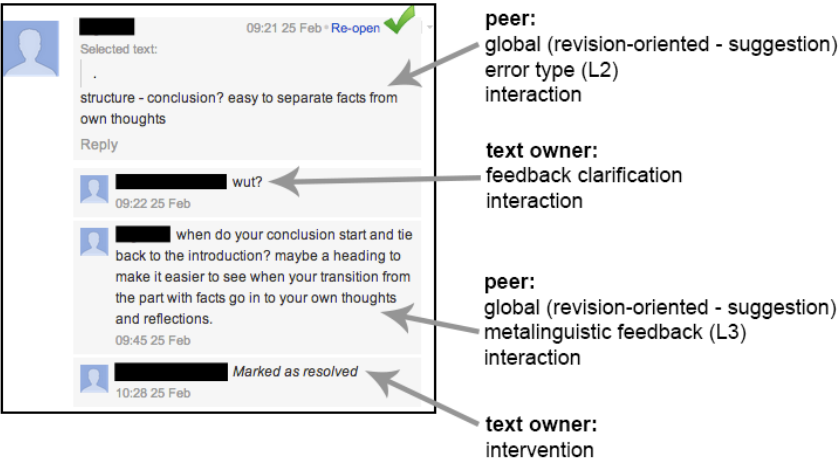 09:21 25 Feb • Re-open
Selected text:
.
structure - conclusion? easy to separate facts from
own thoughts
Reply
wut?
09:22 25 Feb
when do your conclusion start and tie
back to the introduction? maybe a heading to
make it easier to see when your transition from
the part with facts go in to your own thoughts
and reflections.
09:45 25 Feb
Marked as resolved
10:28 25 Feb
peer:
global (revision-oriented - suggestion)
error type (L2)
interaction
text owner:
feedback clarification
interaction
peer:
global (revision-oriented - suggestion)
metalinguistic feedback (L3)
interaction
text owner:
intervention